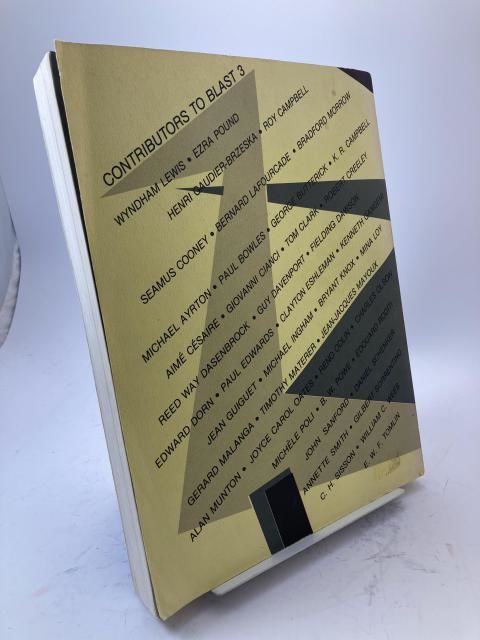 CONTRIBUTORS TO BLAST 3
WYNDHAM LEWIS • EZRA POUND
HENRI GAUDIER-BRZESKA • ROY CAMPBELL
SEAMUS COONEY • BERNARD LAFOURCADE • BRADFORD MORROW
MICHAEL AYRTON • PAUL BOWLES • GEORGE BUTTERICK • K. R. CAMPBELL
AIMÉ CÉSAIRE • GIOVANNI CIANCI • TOM CLARK • ROBERT CREELEY
REED WAY DASENBROCK • GUY DAVENPORT • FIELDING DAWSON
EDWARD DORN • PAUL EDWARDS • CLAYTON ESHLEMAN • KENNETH
JEAN GUIGUET • MICHAEL INGHAM • BRYANT KNOX • MINA LOY
GERARD MALANGA • TIMOTHY MATERER • JEAN-JACQUES MAYOUX
ALAN MUNTON • JOYCE CAROL OATES • RENO ODLIN • CHARLES OLSON
MICHÈLE POLI • B. W. POWE • EDOUARD RODITI
JOHN SANFORD • DANIEL SCHENKER
ANNETTE SMITH • GILBERT SORRENTINO
C. H. SISSON • WILLIAM C. WEES
E. W. F. TOMLIN